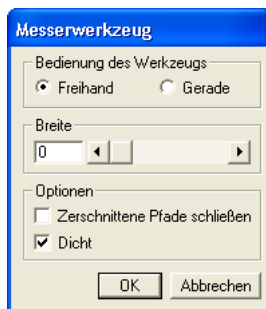 Messerwerkzeug
Bedienung des Werkzeugs
Freihand Gerade
Breite
0
Optionen
Zerschnittene Pfade schließen
Dicht
OK Abbrechen